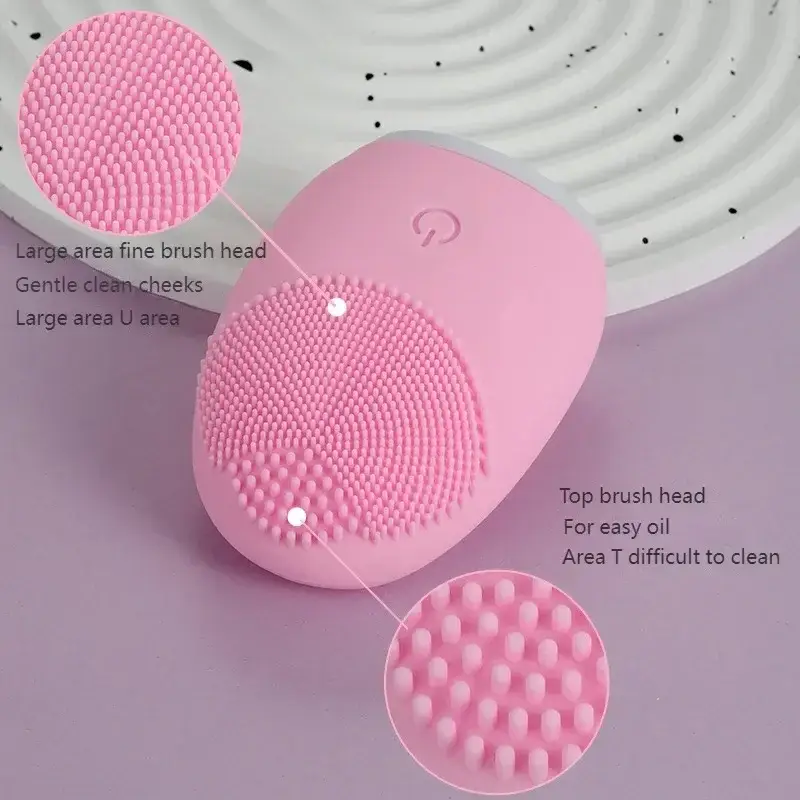 Large area fine brush head
Gentle clean cheeks
Large area U area
Top brush head
For easy oil
Area T difficult to clean